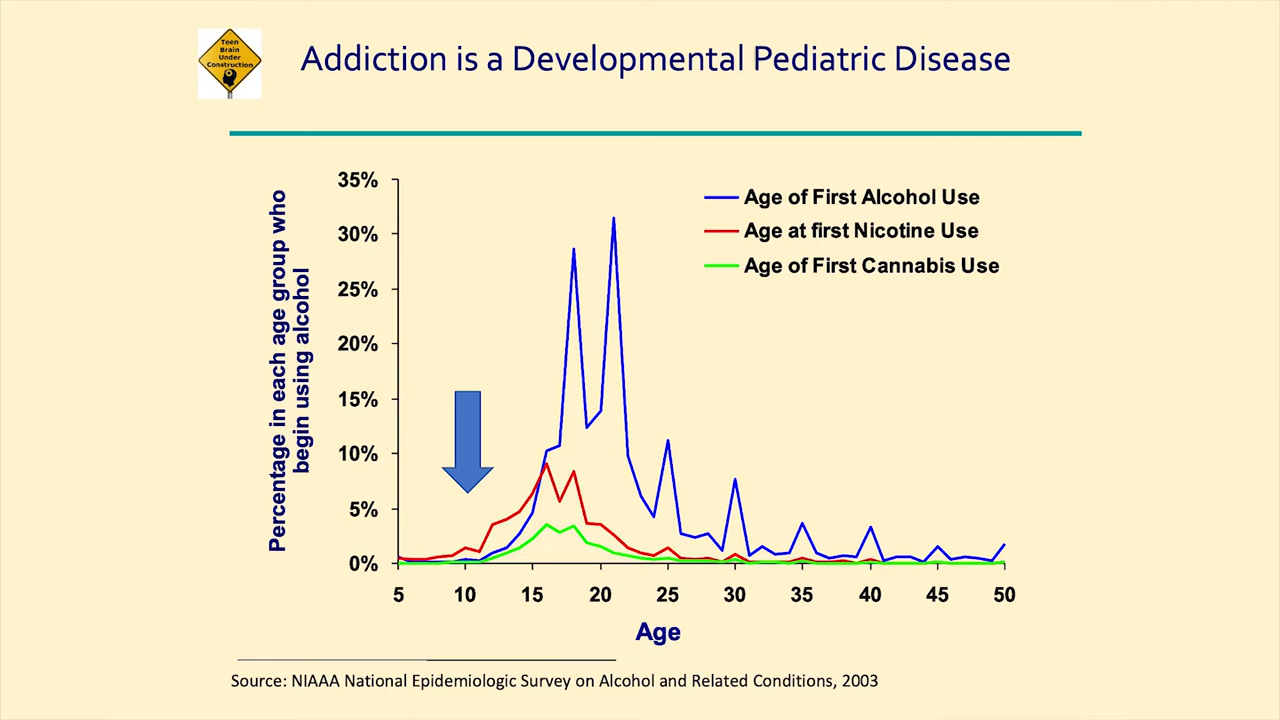 Teen
Brain
Under
Construction
Addiction is a Developmental Pediatric Disease
Percentage in each age group who
begin using alcohol
35%
30%
25%
20%
15%
10%
5%
0%
Age of First Alcohol Use
Age at first Nicotine Use
Age of First Cannabis Use
5 10 15 20 25 30 35 40 45 50
Age
Source: NIAAA National Epidemiologic Survey on Alcohol and Related Conditions, 2003